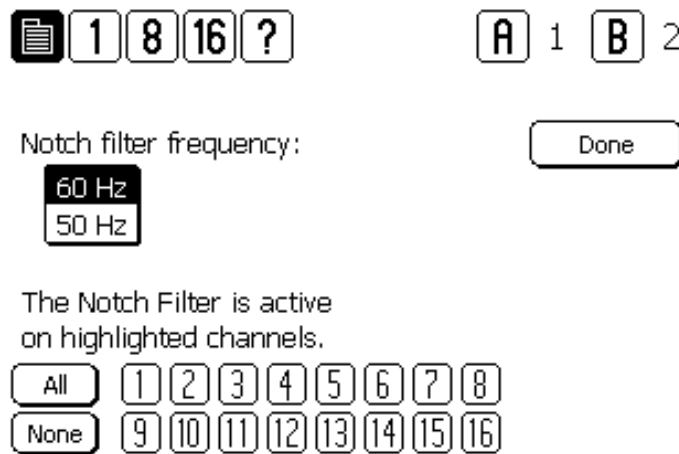 1 8 16 ? A 1 B 2
Notch filter frequency:
Done
60 Hz
50 Hz
The Notch Filter is active
on highlighted channels.
All 1 2 3 4 5 6 7 8
None 9 10 11 12 13 14 15 16